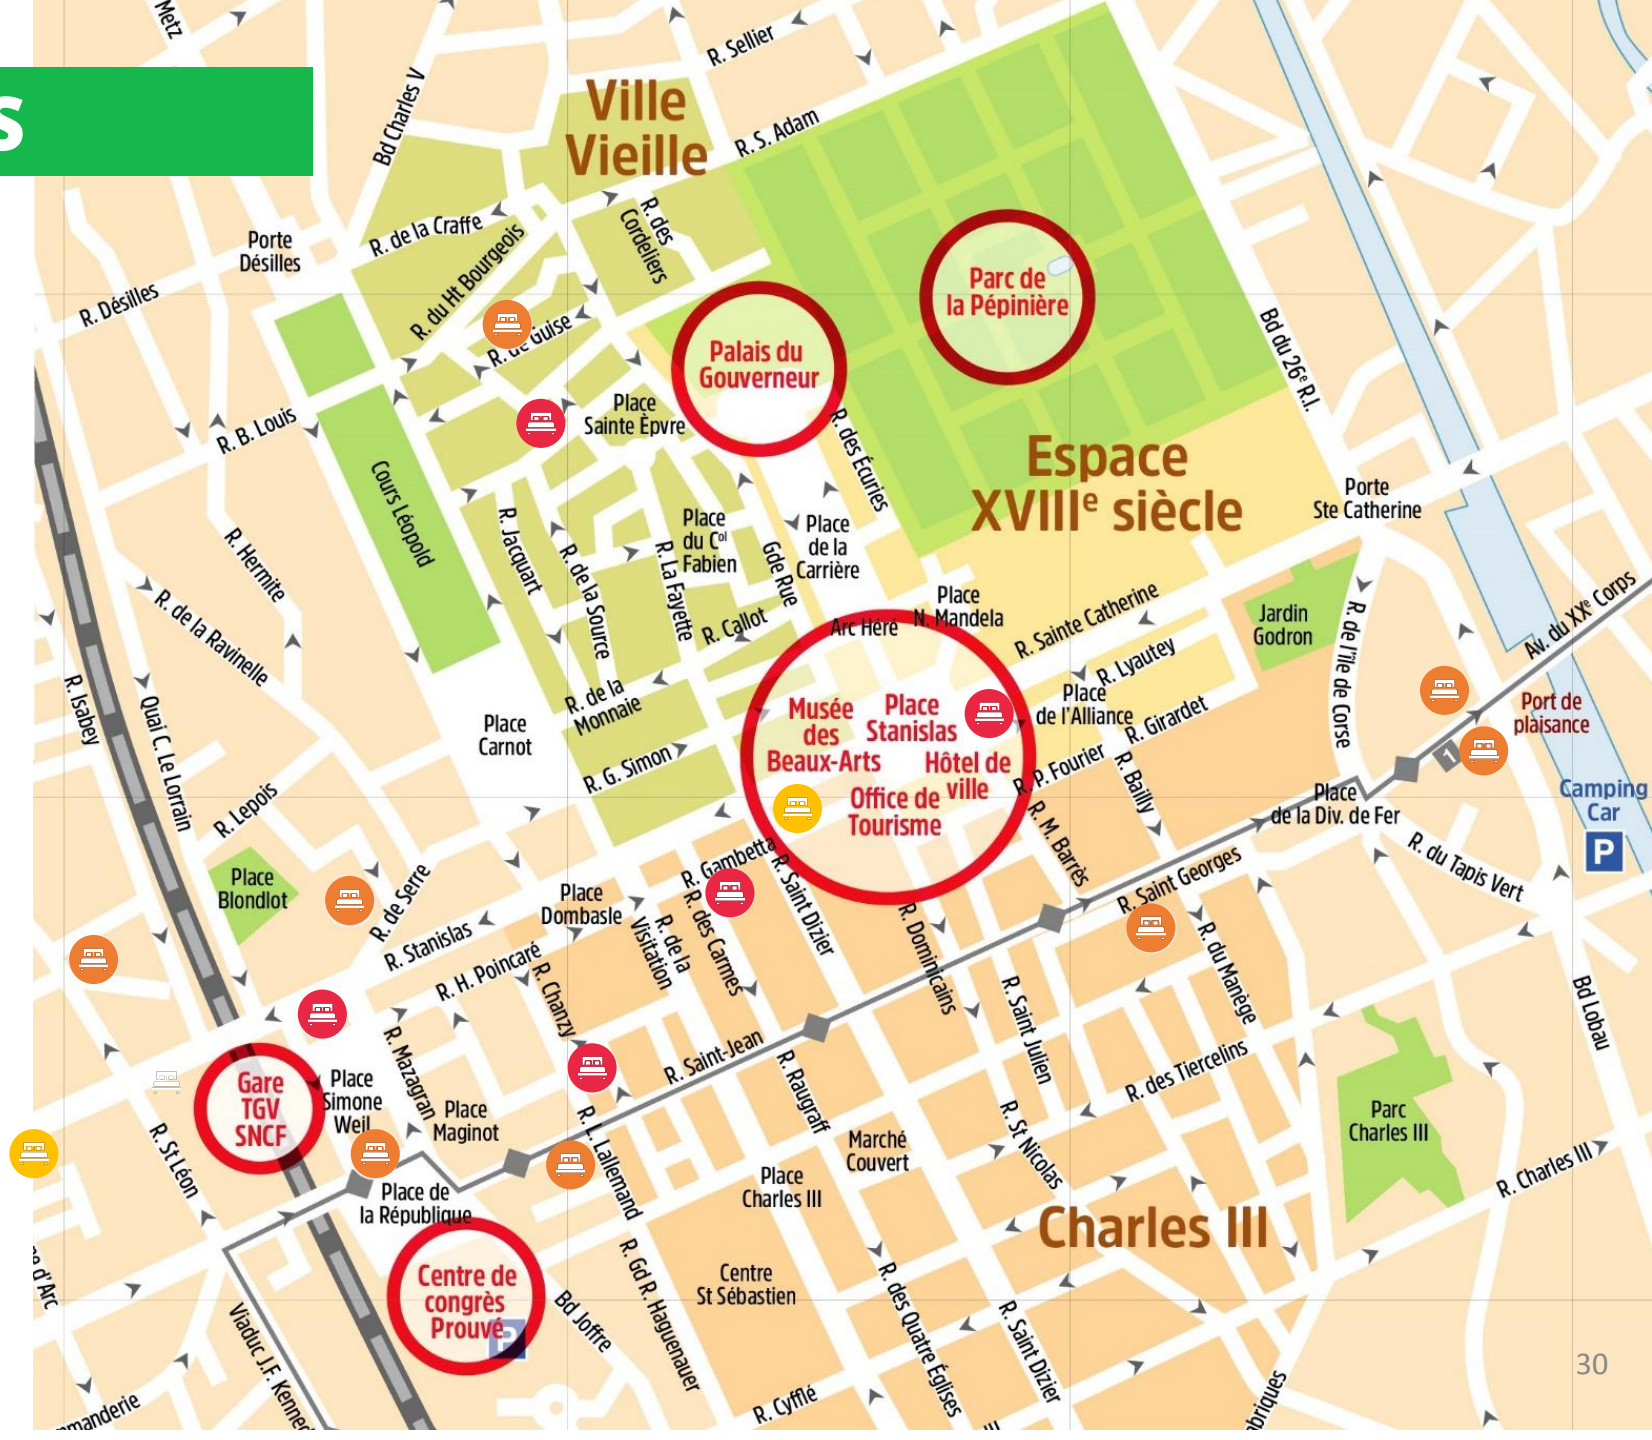 s
Metz
Bd Charles V
R. Sellier
Ville
Vieille
R. S. Adam
R. des
Cordeliers
R. de la Craffe
Porte
Désilles
R. du Ht Bourgeois
R. Désilles
R. de Guise
Palais du
Gouverneur
Parc de
la Pépinière
Bd du 26e R.I.
Place
Sainte Èpvre
R. B. Louis
R. des Écuries
Cours Léopold
Espace
XVIIIe siècle
Porte
Ste Catherine
R. Hermite
R. Jacquart
R. de la Source
R. La Fayette
Place
du Col
Fabien
Gde Rue
Place
de la
Carrière
Place
N. Mandela
Arc Héré
R. Callot
R. Sainte Catherine
Jardin
Godron
R. de l'Île de Corse
Av. du XXe Corps
R. de la Ravinelle
R. Isabey
Quai C. Le Lorrain
R. de la
Monnaie
Place
Carnot
R. G. Simon
Musée
des
Beaux-Arts
Place
Stanislas
Hôtel de
ville
Office de
Tourisme
R. Lyautey
Place
de l'Alliance
R. Girardet
R. P. Fourier
R. Bailly
R. M. Barrès
Port de
plaisance
1
Camping
Car
P
Place
de la Div. de Fer
R. du Tapis Vert
R. Lepois
Place
Blondlot
R. de Serre
R. Stanislas
Place
Dombasle
R. Gambetta
R. des Carmes
R. de la
Visitation
R. Saint Dizier
R. Dominicains
R. Saint Georges
R. du Manège
R. H. Poincaré
R. Chanzy
R. Mazagran
R. Saint-Jean
R. Raugraff
R. Saint Julien
R. des Tiercelins
Bd Lobau
Gare
TGV
SNCF
Place
Simone
Weil
Place
Maginot
R. St Léon
R. L. Lallemand
Marché
Couvert
R. St Nicolas
Parc
Charles III
R. Charles III
Place de
la République
Place
Charles III
Charles III
Centre de
congrès
Prouvé
P
Bd Joffre
R. Gd R. Haguenauer
Centre
St Sébastien
R. des Quatre Églises
R. Saint Dizier
R. Cyfflé
Viaduc J.F. Kenned
e d'Arc
mmanderie
briques
30